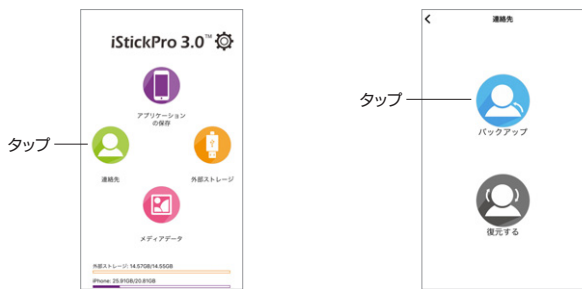 iStickPro 3.0™
アプリケーション
の保存
タップ
連絡先
外部ストレージ
メディアデータ
外部ストレージ: 14.57GB/14.55GB
iPhone: 25.91GB/20.81GB
連絡先
タップ
バックアップ
復元する